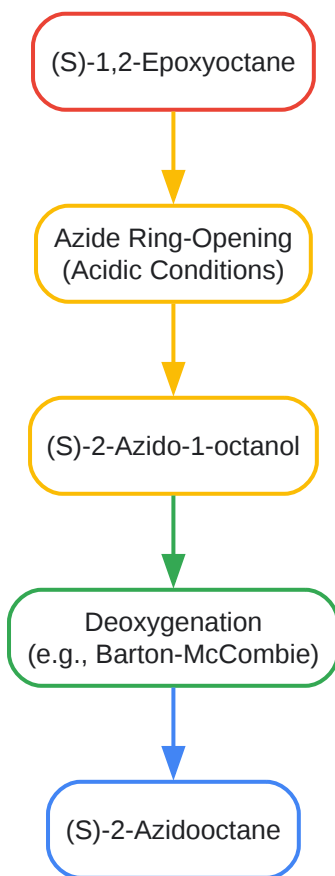 (S)-1,2-Epoxyoctane
Azide Ring-Opening
(Acidic Conditions)
(S)-2-Azido-1-octanol
Deoxygenation
(e.g., Barton-McCombie)
(S)-2-Azidooctane